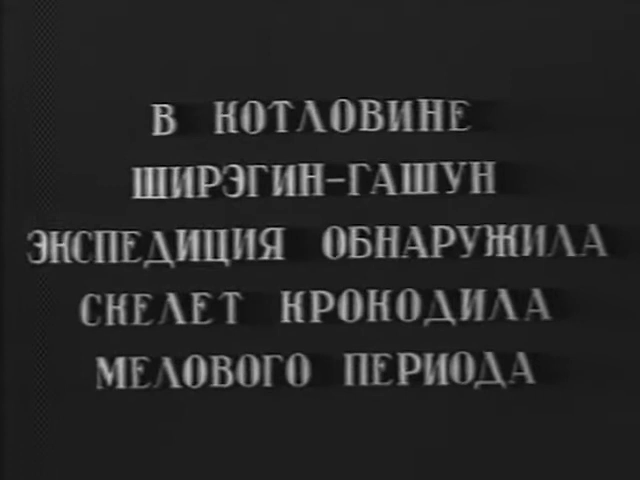 В КОТЛОВИНЕ
ШИРЭГИН-ГАШУН
ЭКСПЕДИЦИЯ ОБНАРУЖИЛА
СКЕЛЕТ КРОКОДИЛА
МЕЛОВОГО ПЕРИОДА